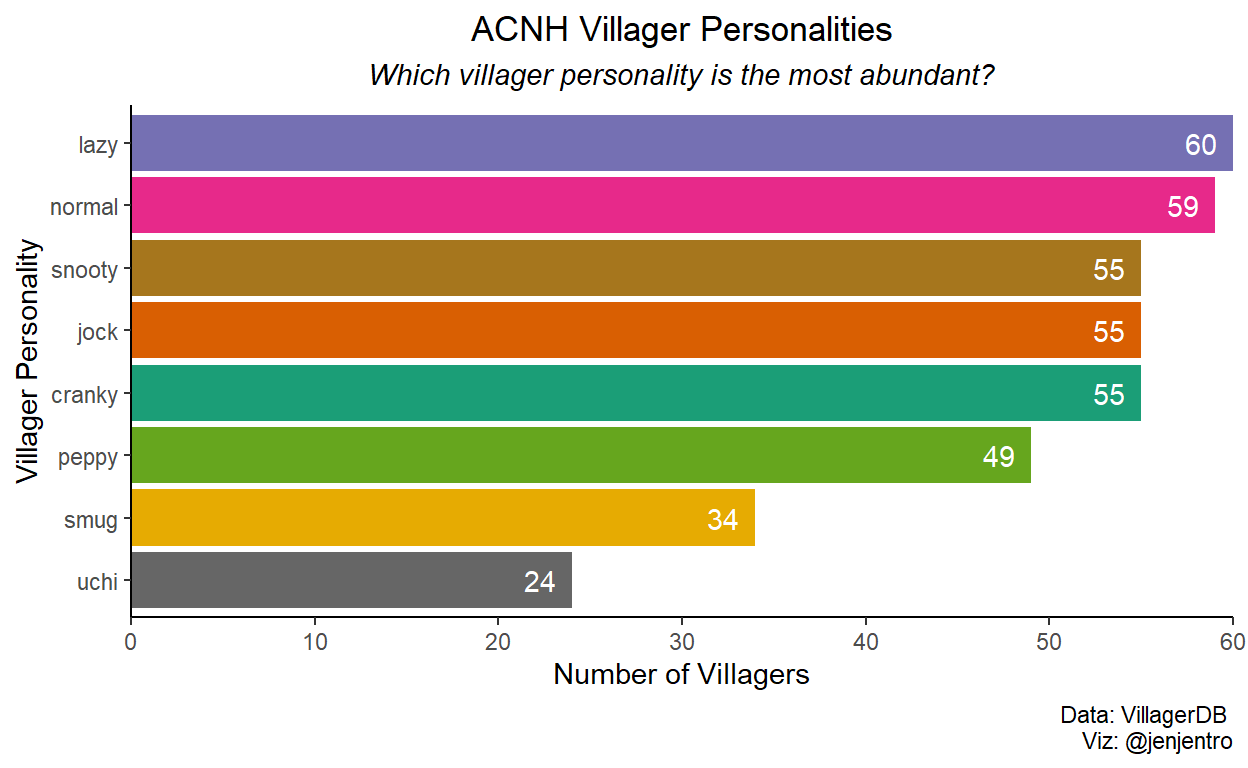 ACNH Villager Personalities
Which villager personality is the most abundant?
Villager Personality
lazy 60
normal 59
snooty 55
jock 55
cranky 55
peppy 49
smug 34
uchi 24
0 10 20 30 40 50 60
Number of Villagers
Data: VillagerDB
Viz: @jenjentro